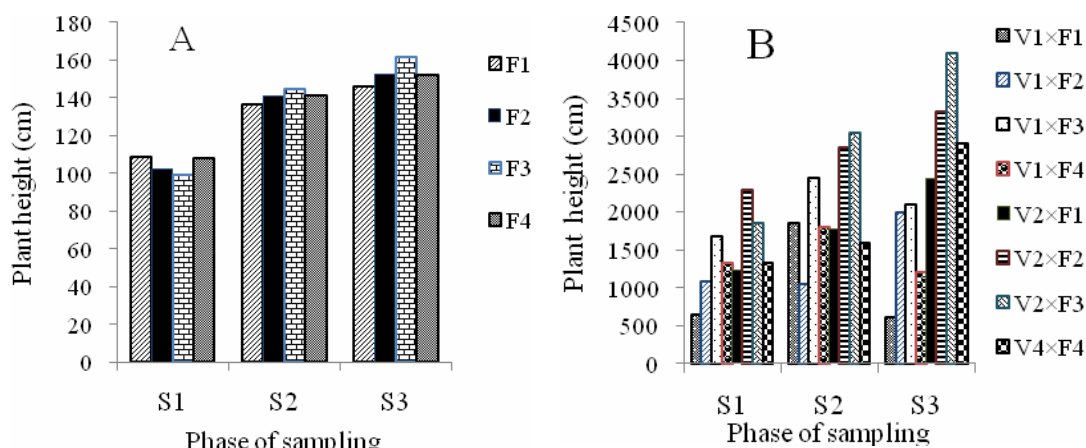 A
Plant height (cm)
180
160
140
120
100
80
60
40
20
0
S1 S2 S3
Phase of sampling
F1
F2
F3
F4
B
Plant height (cm)
4500
4000
3500
3000
2500
2000
1500
1000
500
0
S1 S2 S3
Phase of sampling
V1×F1
V1×F2
V1×F3
V1×F4
V2×F1
V2×F2
V2×F3
V4×F4